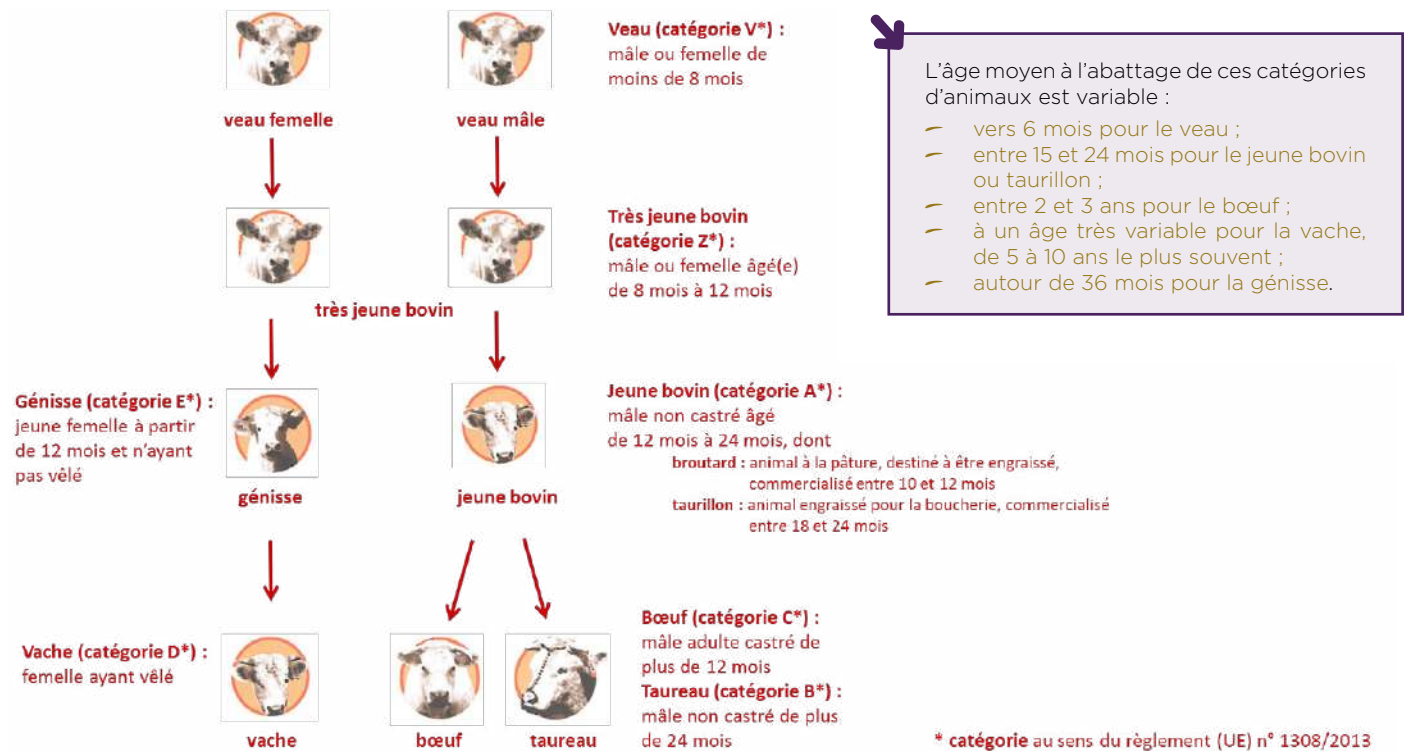 Veau (catégorie V*) :
mâle ou femelle de
moins de 8 mois
veau femelle
veau mâle
L'âge moyen à l'abattage de ces catégories
d'animaux est variable :
– vers 6 mois pour le veau ;
– entre 15 et 24 mois pour le jeune bovin
ou taurillon ;
– entre 2 et 3 ans pour le bœuf ;
– à un âge très variable pour la vache,
de 5 à 10 ans le plus souvent ;
– autour de 36 mois pour la génisse.
Très jeune bovin
(catégorie Z*) :
mâle ou femelle âgé(e)
de 8 mois à 12 mois
très jeune bovin
Génisse (catégorie E*) :
jeune femelle à partir
de 12 mois et n'ayant
pas vêlé
génisse
jeune bovin
Jeune bovin (catégorie A*) :
mâle non castré âgé
de 12 mois à 24 mois, dont
broutard : animal à la pâture, destiné à être engraissé,
commercialisé entre 10 et 12 mois
taurillon : animal engraissé pour la boucherie, commercialisé
entre 18 et 24 mois
Vache (catégorie D*) :
femelle ayant vêlé
vache
bœuf
taureau
Bœuf (catégorie C*) :
mâle adulte castré de
plus de 12 mois
Taureau (catégorie B*) :
mâle non castré de plus
de 24 mois
* catégorie au sens du règlement (UE) n° 1308/2013